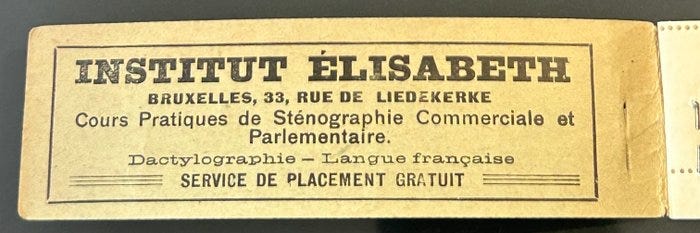 INSTITUT ÉLISABETH
BRUXELLES, 33, RUE DE LIEDEKERKE
Cours Pratiques de Sténographie Commerciale et
Parlementaire.
Dactylographie – Langue française
SERVICE DE PLACEMENT GRATUIT